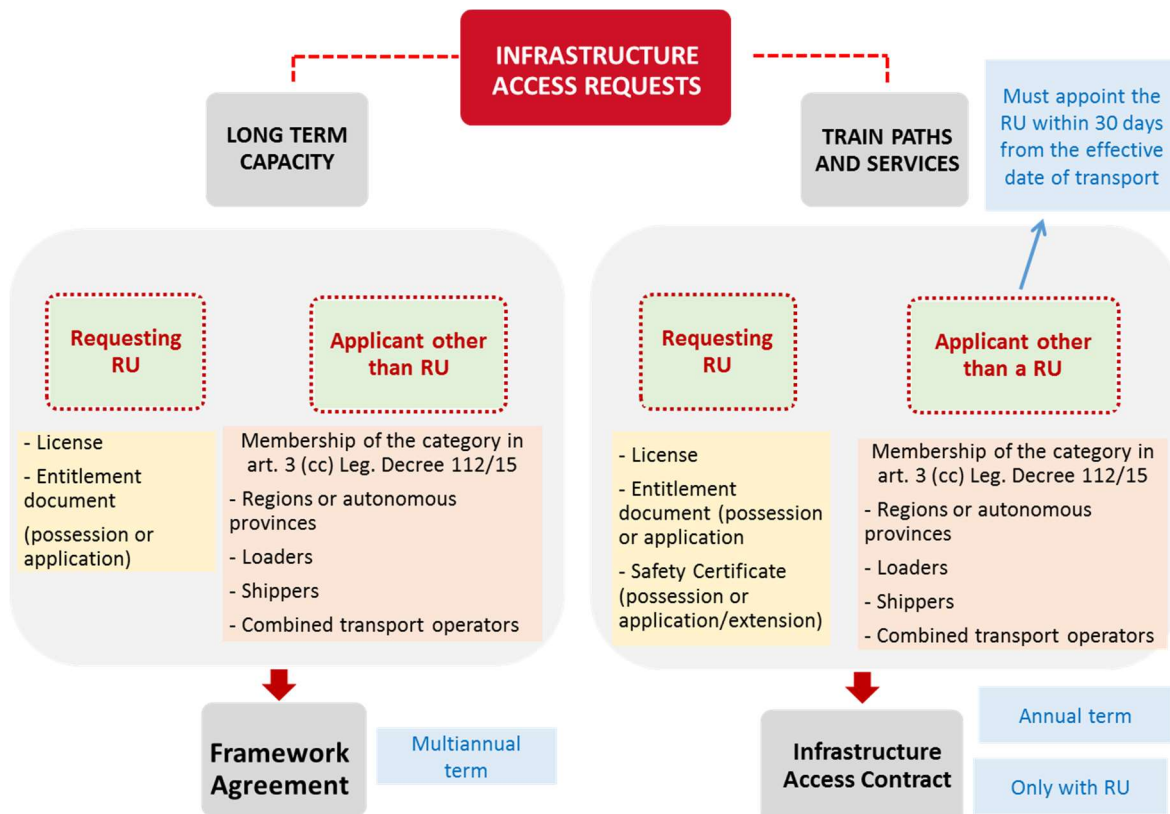 INFRASTRUCTURE
ACCESS REQUESTS
LONG TERM
CAPACITY
TRAIN PATHS
AND SERVICES
Must appoint the
RU within 30 days
from the effective
date of transport
Requesting
RU
Applicant other
than RU
- License
- Entitlement
document
(possession or
application)
Membership of the category in
art. 3 (cc) Leg. Decree 112/15
- Regions or autonomous
provinces
- Loaders
- Shippers
- Combined transport operators
Requesting
RU
Applicant other
than a RU
- License
- Entitlement
document (possession
or application
- Safety Certificate
(possession or
application/extension)
Membership of the category in
art. 3 (cc) Leg. Decree 112/15
- Regions or autonomous
provinces
- Loaders
- Shippers
- Combined transport operators
Framework
Agreement
Multiannual
term
Infrastructure
Access Contract
Annual term
Only with RU